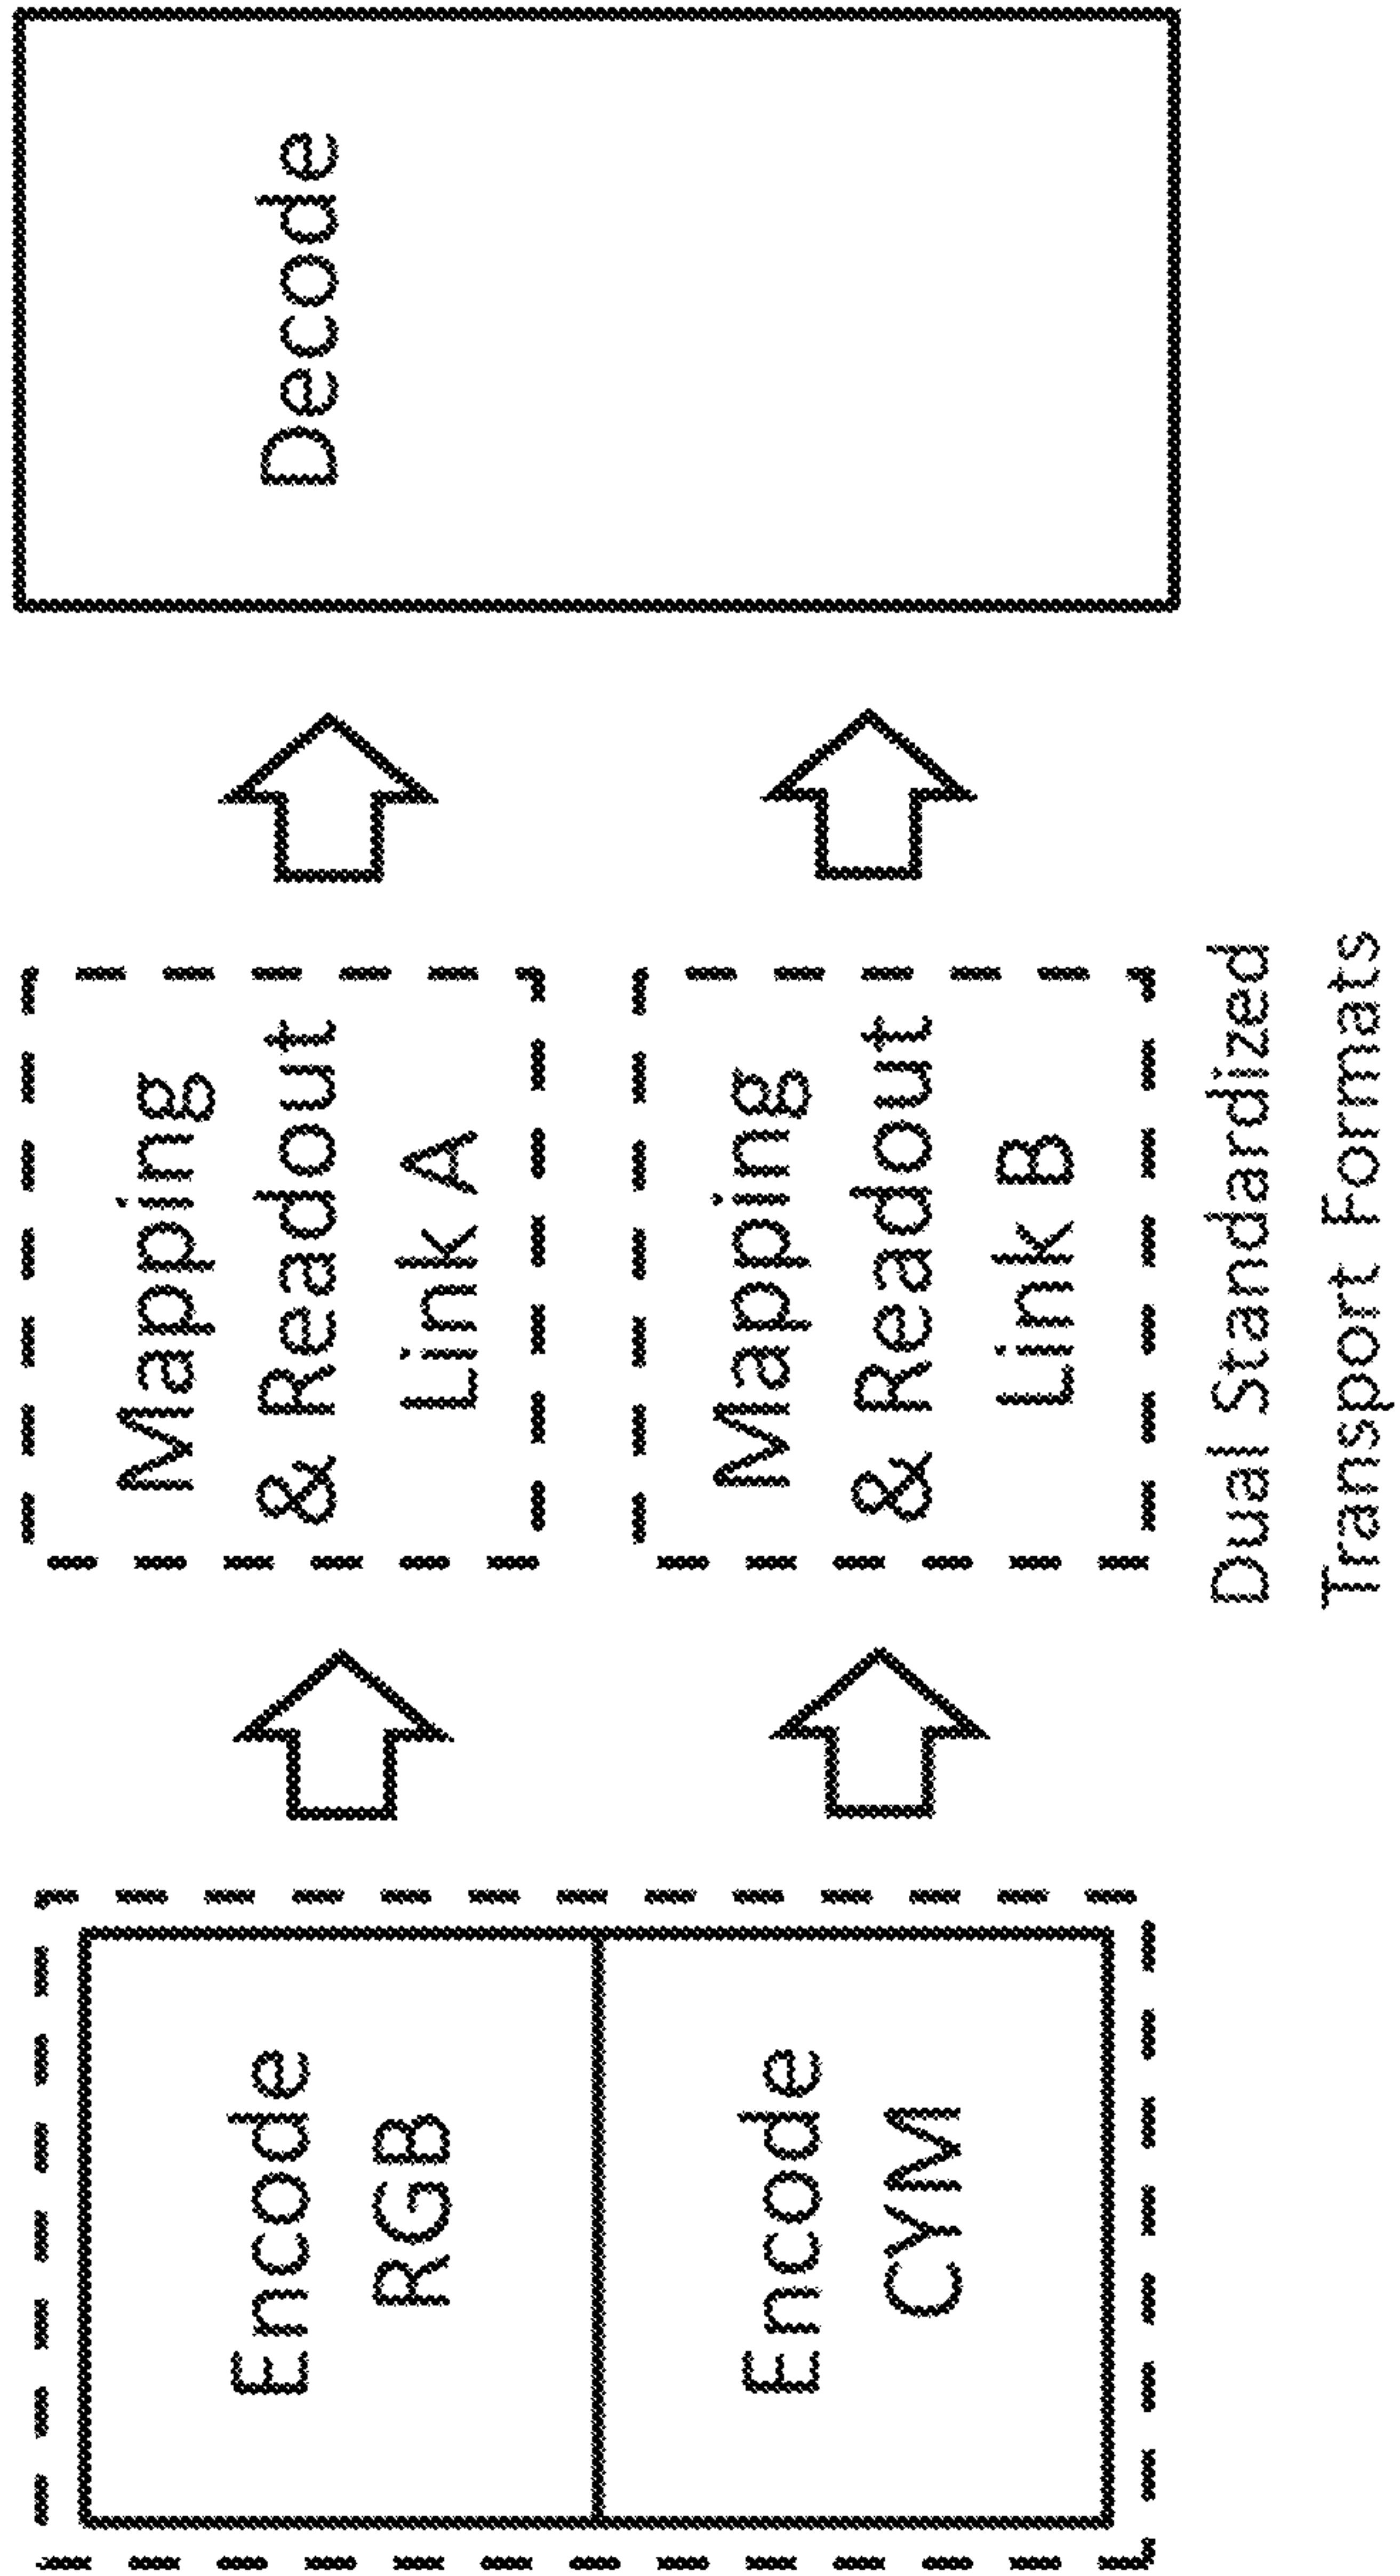 Encode
RGB
Encode
CYM
Mapping
& Readout
Link A
Mapping
& Readout
Link B
Dual Standardized
Transport Formats
Decode